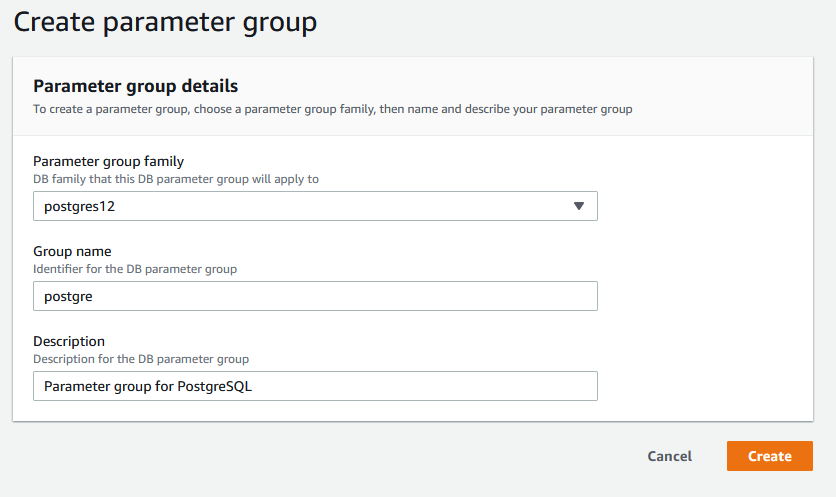 Create parameter group
Parameter group details
To create a parameter group, choose a parameter group family, then name and describe your parameter group
Parameter group family
DB family that this DB parameter group will apply to
postgres12
Group name
Identifier for the DB parameter group
postgre
Description
Description for the DB parameter group
Parameter group for PostgreSQL
Cancel
Create